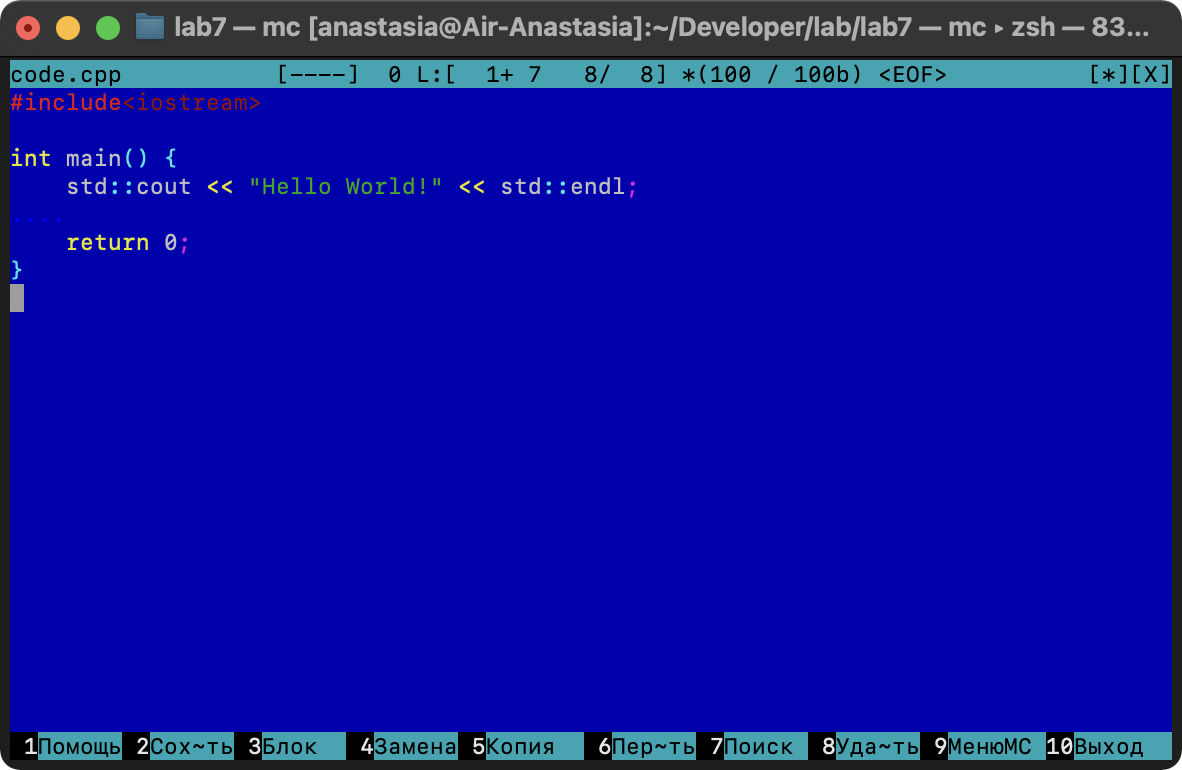 lab7 — mc [anastasia@Air-Anastasia]:~/Developer/lab/lab7 — mc ▸ zsh — 83...
code.cpp [----] 0 L:[ 1+ 7 8/ 8] *(100 / 100b) <EOF> [*][X]
#include<iostream>
int main() {
    std::cout << "Hello World!" << std::endl;
....
    return 0;
}
1Помощь 2Сох~ть 3Блок 4Замена 5Копия 6Пер~ть 7Поиск 8Уда~ть 9МенюMC 10Выход